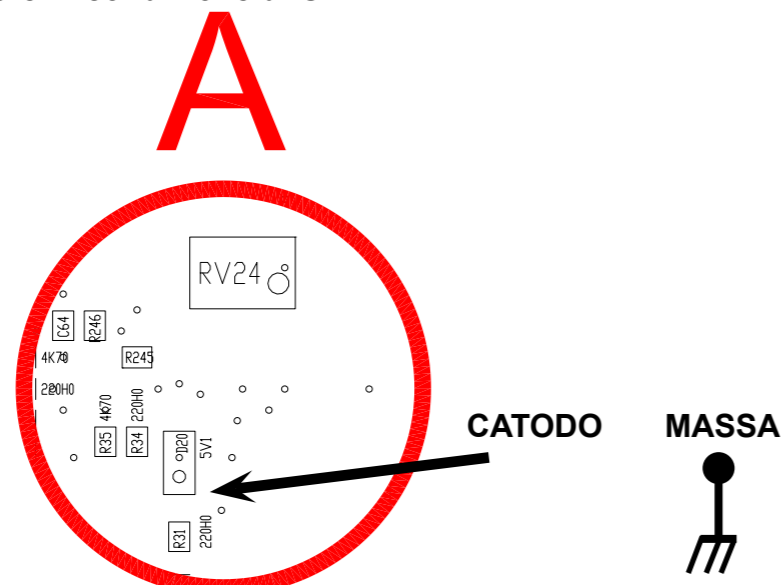 A
RV24
C64
R246
4K70
R245
220H0
4K70
220H0
R35
R34
D20
5V1
CATODO
MASSA
R31
220H0